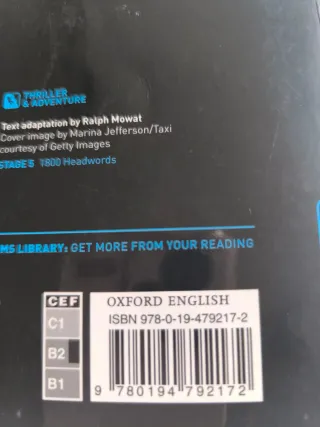 THRILLER
& ADVENTURE
Text adaptation by Ralph Mowat
Cover image by Marina Jefferson/Taxi
courtesy of Getty Images
STAGE 5 1800 Headwords
MS LIBRARY: GET MORE FROM YOUR READING
CEF
C1
B2
B1
OXFORD ENGLISH
ISBN 978-0-19-479217-2
9 780194 792172